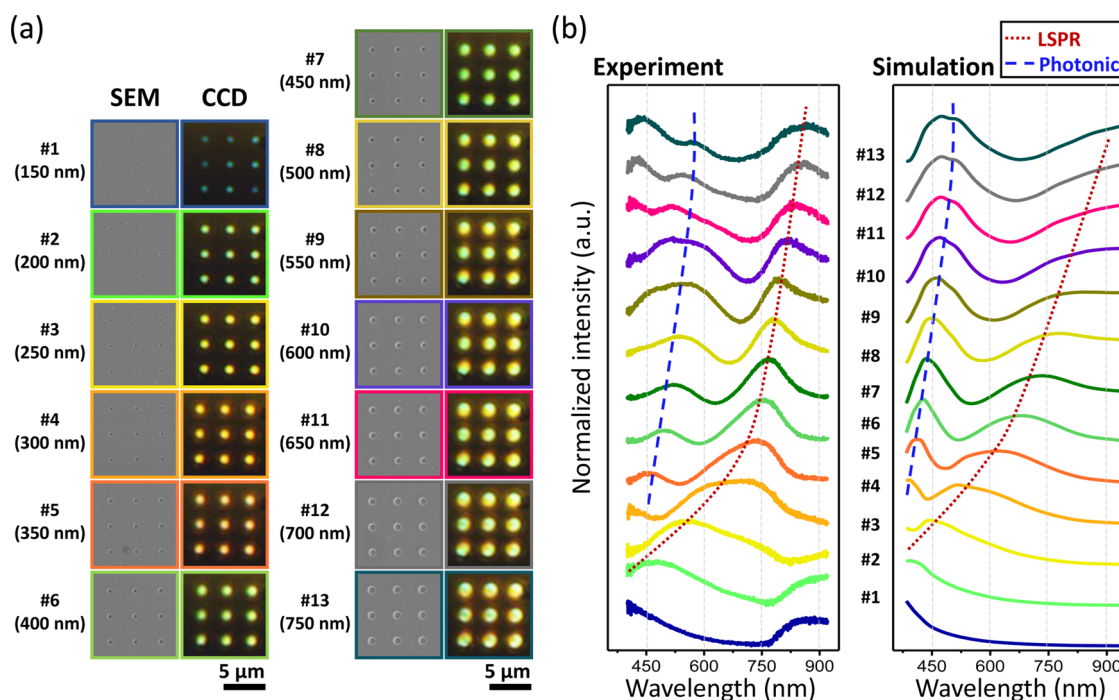 (a)
SEM
CCD
#1
(150 nm)
#2
(200 nm)
#3
(250 nm)
#4
(300 nm)
#5
(350 nm)
#6
(400 nm)
5 µm
#7
(450 nm)
#8
(500 nm)
#9
(550 nm)
#10
(600 nm)
#11
(650 nm)
#12
(700 nm)
#13
(750 nm)
5 µm
(b)
LSPR
Photonic
Experiment
Simulation
Normalized intensity (a.u.)
#13
#12
#11
#10
#9
#8
#7
#6
#5
#4
#3
#2
#1
450 600 750 900
450 600 750 900
Wavelength (nm)
Wavelength (nm)